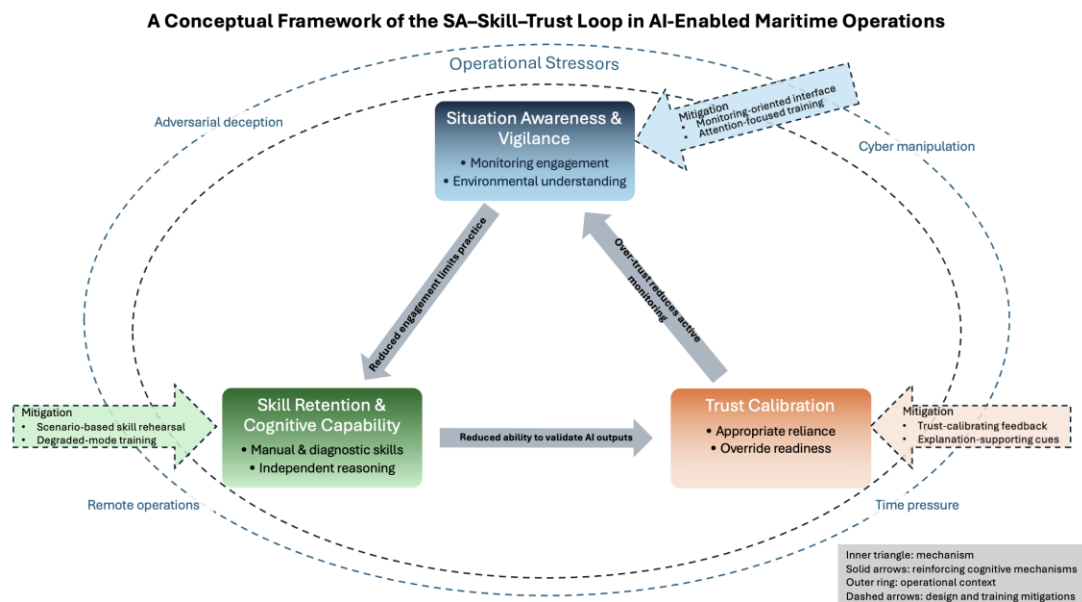 A Conceptual Framework of the SA–Skill–Trust Loop in AI-Enabled Maritime Operations
Operational Stressors
Adversarial deception
Cyber manipulation
Situation Awareness &
Vigilance
• Monitoring engagement
• Environmental understanding
Mitigation
• Monitoring-oriented interface
• Attention-focused training
Reduced engagement limits practice
Over-trust reduces active
monitoring
Mitigation
• Scenario-based skill rehearsal
• Degraded-mode training
Skill Retention &
Cognitive Capability
• Manual & diagnostic skills
• Independent reasoning
Reduced ability to validate AI outputs
Trust Calibration
• Appropriate reliance
• Override readiness
Mitigation
• Trust-calibrating feedback
• Explanation-supporting cues
Remote operations
Time pressure
Inner triangle: mechanism
Solid arrows: reinforcing cognitive mechanisms
Outer ring: operational context
Dashed arrows: design and training mitigations